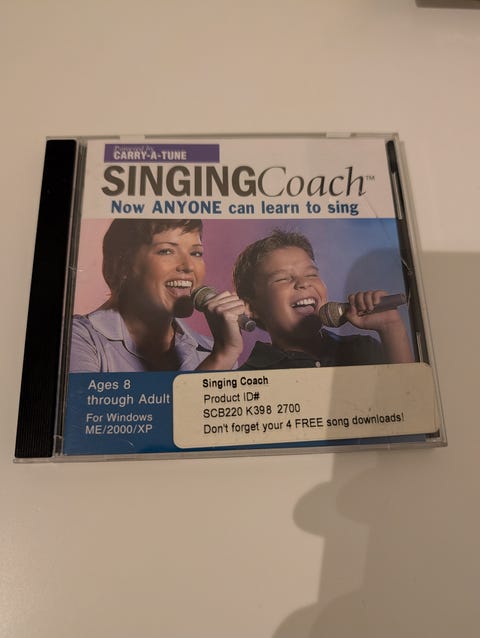 Powered by
CARRY-A-TUNE
SINGINGCoach™
Now ANYONE can learn to sing
Ages 8
through Adult
For Windows
ME/2000/XP
Singing Coach
Product ID#
SCB220 K398 2700
Don't forget your 4 FREE song downloads!